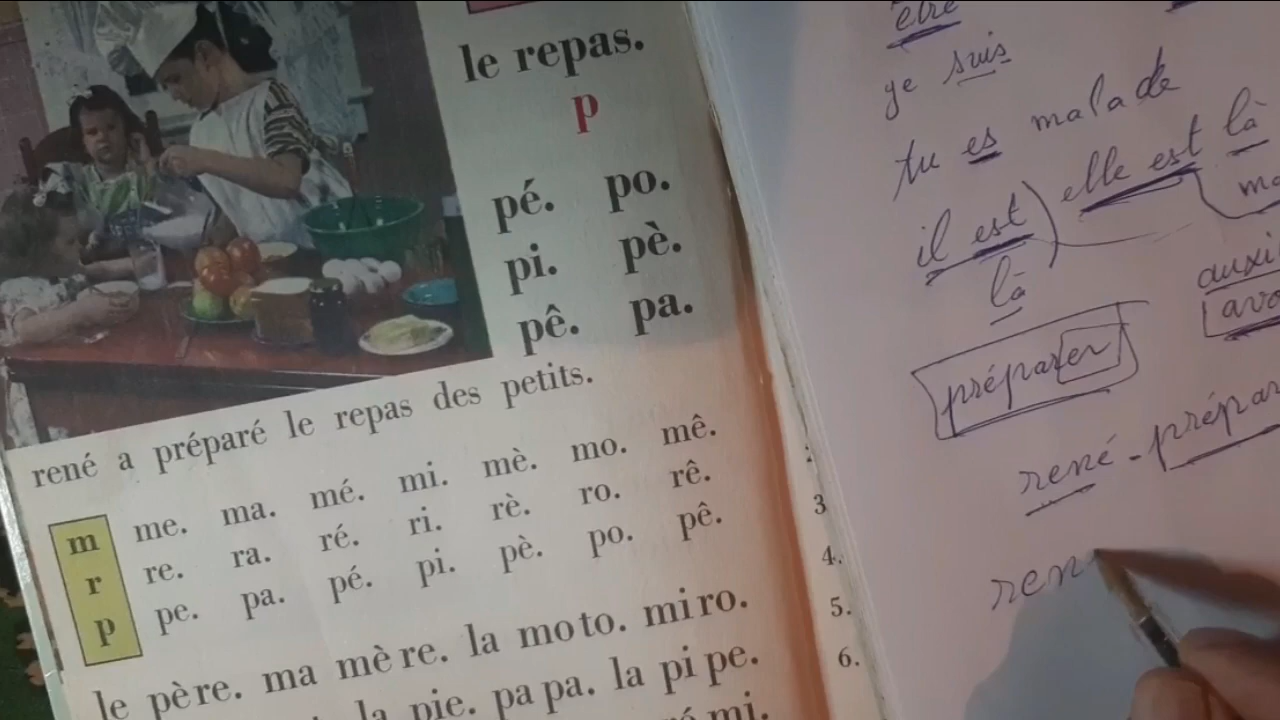 le repas.
p
pé. po.
pi. pè.
pê. pa.
rené a préparé le repas des petits.
m
r
p
me. ma. mé. mi. mè. mo. mê.
re. ra. ré. ri. rè. ro. rê.
pe. pa. pé. pi. pè. po. pê.
le père. ma mère. la moto. miro.
la pie. papa. la pipe.
mi.
3
4.
5.
6.
être
je suis
tu es malade
il est) elle est là
là
préparer
rené - prépar
ren